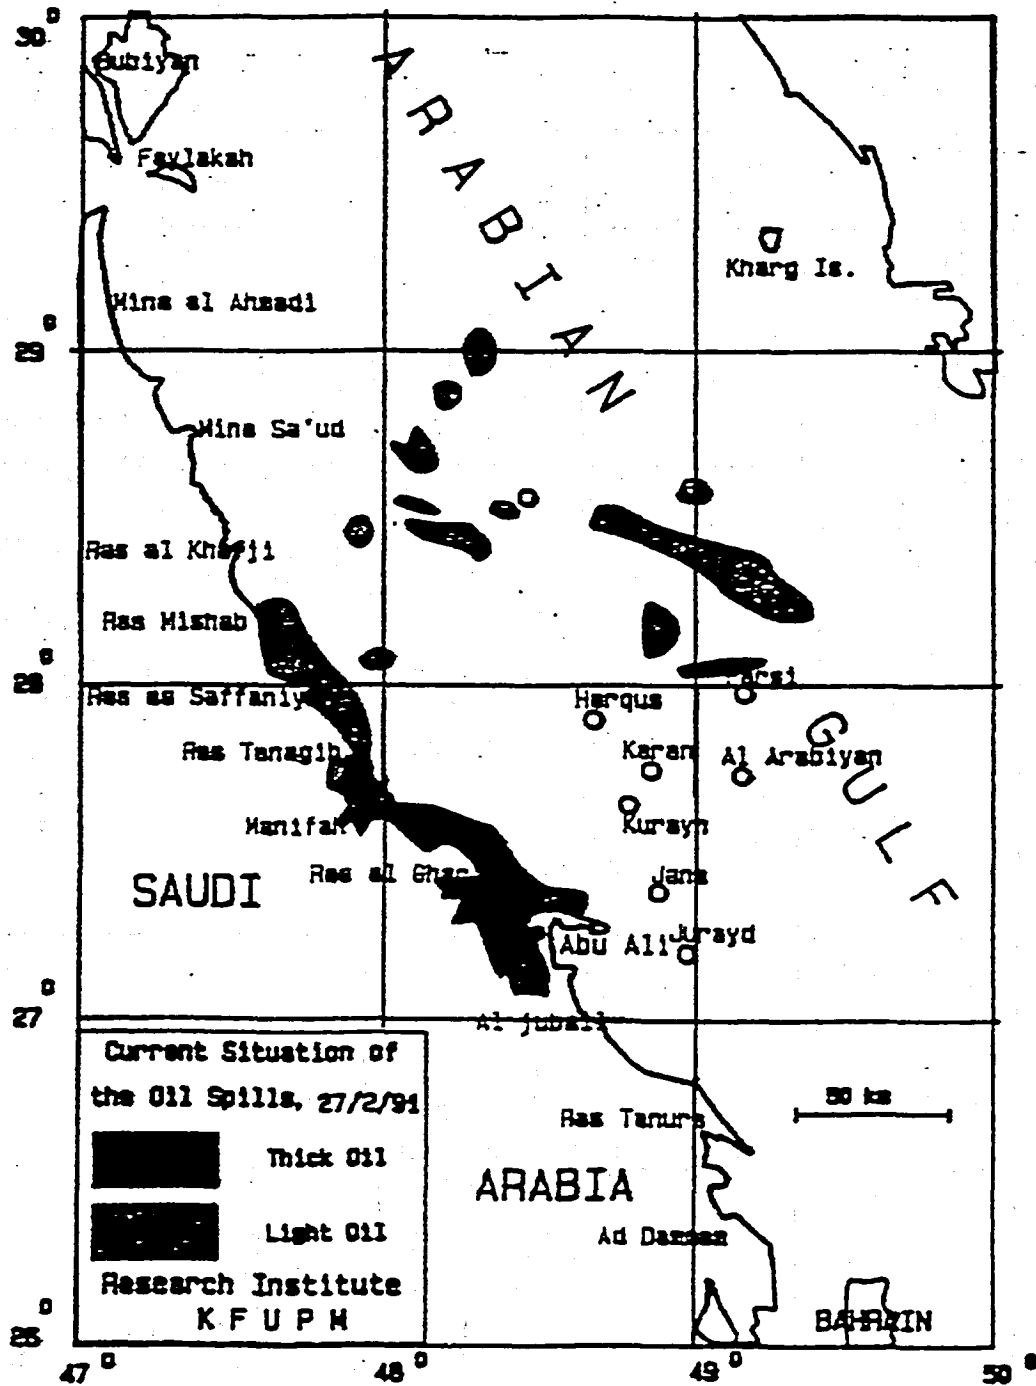 30°
Bubiyan
Faylakah
ARABIAN
Kharg Is.
Mina al Ahmadi
29°
Mina Sa'ud
Ras al Khafji
Ras Mishab
28°
Ras as Saffaniy
Ras Tanagib
Manifah
Ras al Ghar
Harqus
Karan
Al Arabiyan
Kurayn
Jana
Jurayd
Abu Ali
GULF
SAUDI
27°
Al jubail
Current Situation of
the Oil Spills, 27/2/91
Thick Oil
Light Oil
Research Institute
K F U P M
50 km
Ras Tanura
ARABIA
Ad Dammam
BAHRAIN
47°
48°
49°
50°